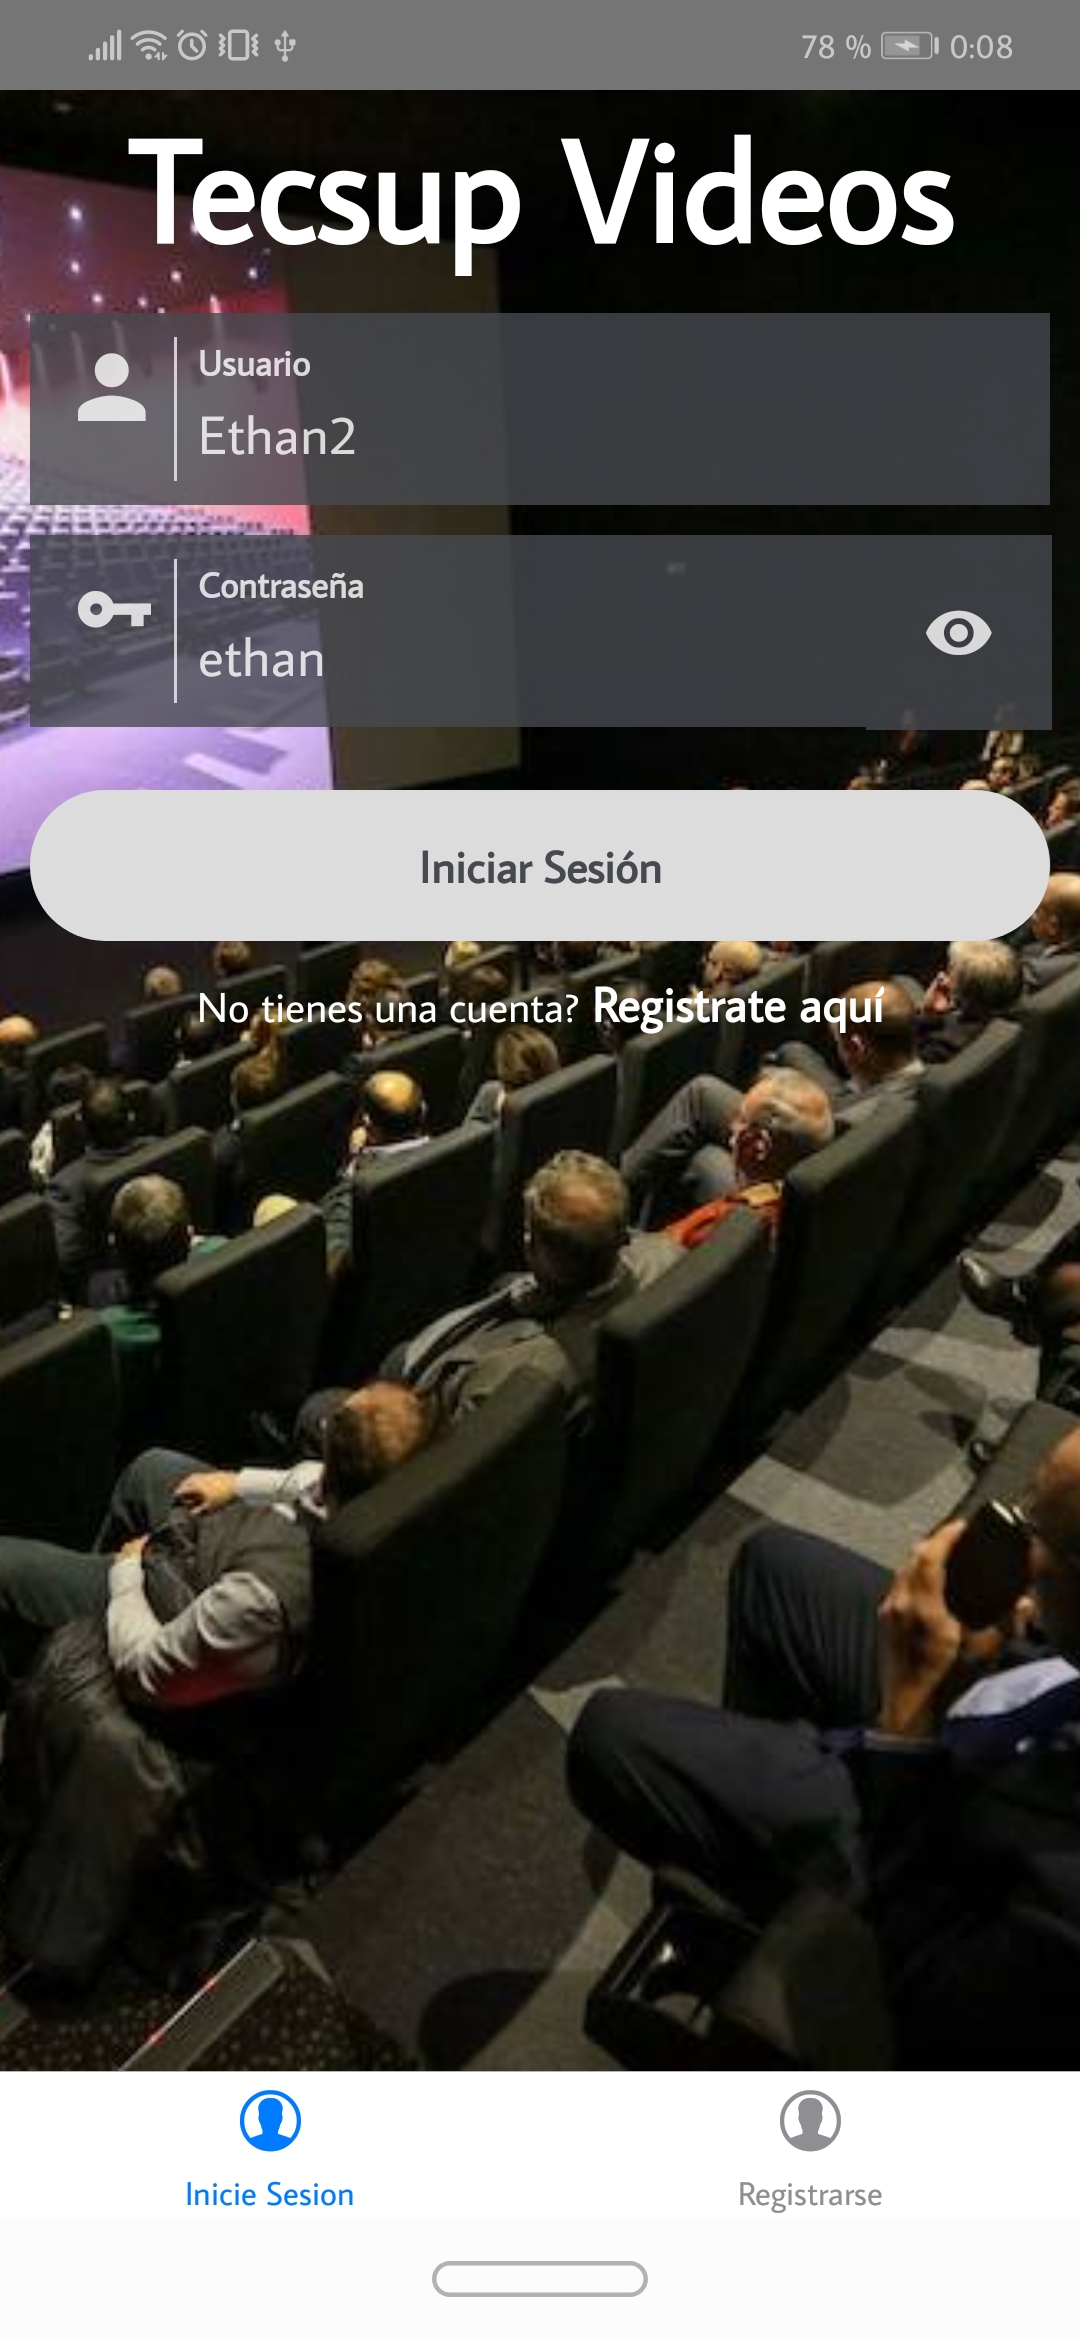 78 % 0:08
Tecsup Videos
Usuario
Ethan2
Contraseña
ethan
Iniciar Sesión
No tienes una cuenta? Registrate aquí
Inicie Sesion
Registrarse